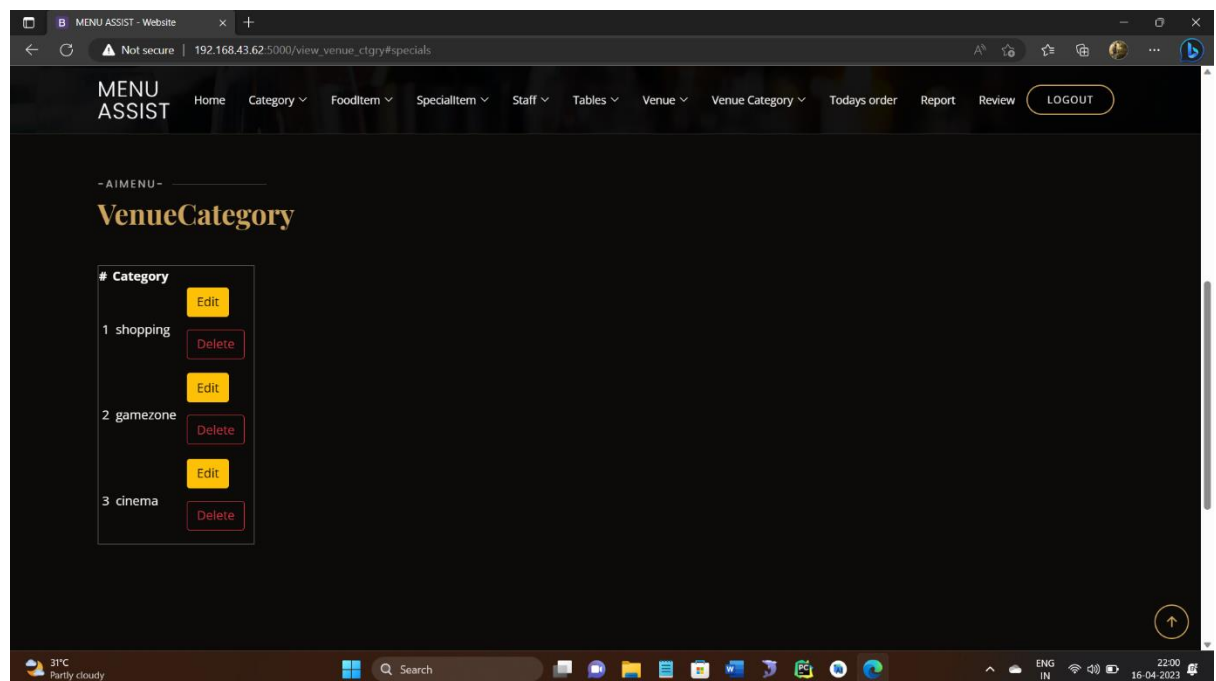 MENU ASSIST - Website
Not secure | 192.168.43.62:5000/view_venue_ctgry#specials
MENU
ASSIST
Home Category FoodItem SpecialItem Staff Tables Venue Venue Category Todays order Report Review LOGOUT
-AIMENU-
VenueCategory
# Category
Edit
1 shopping
Delete
Edit
2 gamezone
Delete
Edit
3 cinema
Delete
31°C
Partly cloudy
Search
ENG
IN
22:00
16-04-2023